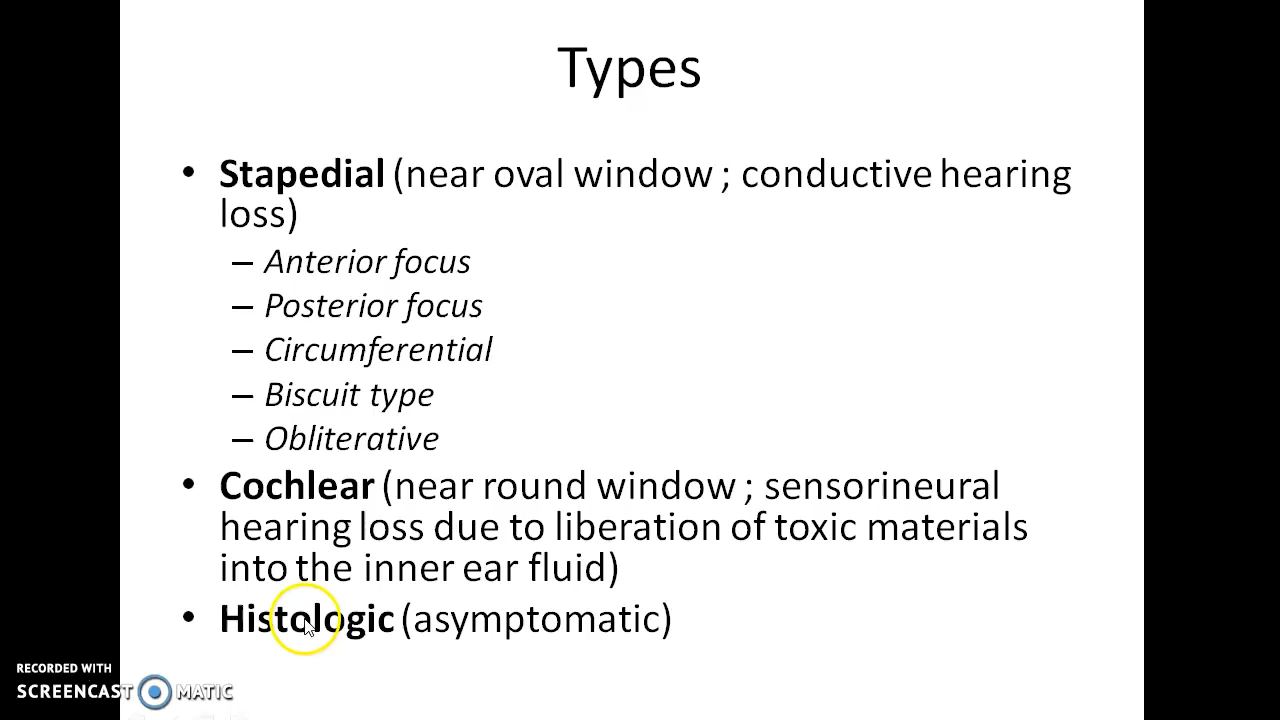 Types
• Stapedial (near oval window ; conductive hearing
loss)
– Anterior focus
– Posterior focus
– Circumferential
– Biscuit type
– Obliterative
• Cochlear (near round window ; sensorineural
hearing loss due to liberation of toxic materials
into the inner ear fluid)
• Histologic (asymptomatic)
RECORDED WITH
SCREENCAST MATIC